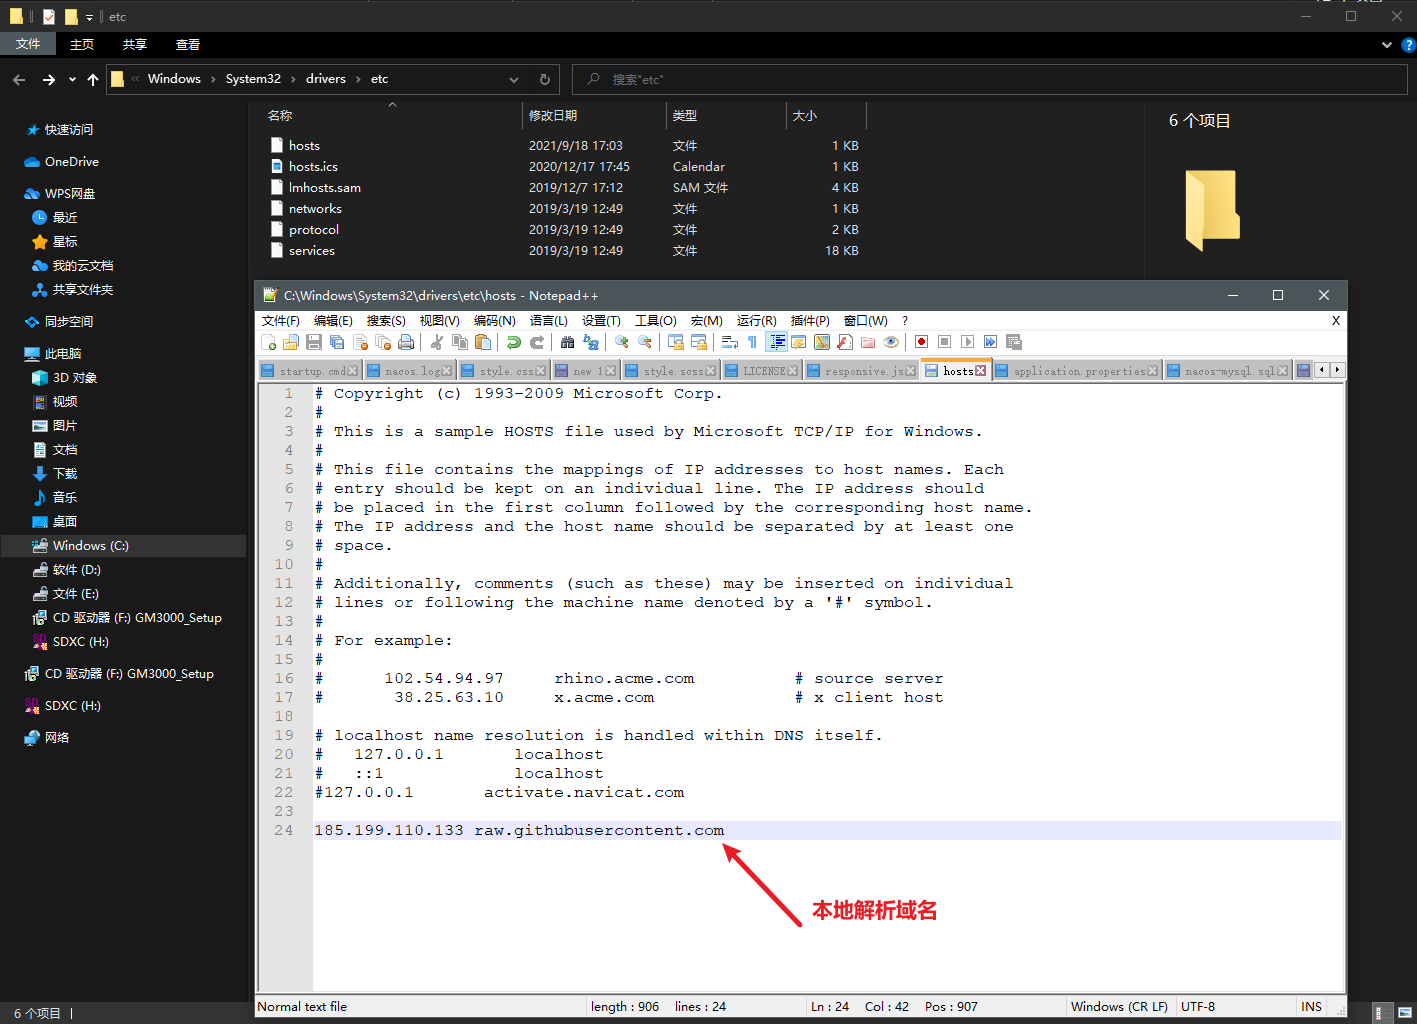 etc
文件 主页 共享 查看
Windows System32 drivers etc
搜索"etc"
快速访问
OneDrive
WPS网盘
最近
星标
我的云文档
共享文件夹
同步空间
此电脑
3D 对象
视频
图片
文档
下载
音乐
桌面
Windows (C:)
软件 (D:)
文件 (E:)
CD 驱动器 (F:) GM3000_Setup
SDXC (H:)
CD 驱动器 (F:) GM3000_Setup
SDXC (H:)
网络
名称 修改日期 类型 大小
hosts 2021/9/18 17:03 文件 1 KB
hosts.ics 2020/12/17 17:45 Calendar 1 KB
lmhosts.sam 2019/12/7 17:12 SAM 文件 4 KB
networks 2019/3/19 12:49 文件 1 KB
protocol 2019/3/19 12:49 文件 2 KB
services 2019/3/19 12:49 文件 18 KB
6 个项目
C:\Windows\System32\drivers\etc\hosts - Notepad++
文件(F) 编辑(E) 搜索(S) 视图(V) 编码(N) 语言(L) 设置(T) 工具(O) 宏(M) 运行(R) 插件(P) 窗口(W) ? X
startup.cmd nacos.log style.css new 1 style.scss LICENSE responsive.js hosts application.properties nacos-mysql.sql
1 # Copyright (c) 1993-2009 Microsoft Corp.
2 #
3 # This is a sample HOSTS file used by Microsoft TCP/IP for Windows.
4 #
5 # This file contains the mappings of IP addresses to host names. Each
6 # entry should be kept on an individual line. The IP address should
7 # be placed in the first column followed by the corresponding host name.
8 # The IP address and the host name should be separated by at least one
9 # space.
10 #
11 # Additionally, comments (such as these) may be inserted on individual
12 # lines or following the machine name denoted by a '#' symbol.
13 #
14 # For example:
15 #
16 # 102.54.94.97 rhino.acme.com # source server
17 # 38.25.63.10 x.acme.com # x client host
18
19 # localhost name resolution is handled within DNS itself.
20 # 127.0.0.1 localhost
21 # ::1 localhost
22 #127.0.0.1 activate.navicat.com
23
24 185.199.110.133 raw.githubusercontent.com
本地解析域名
Normal text file length : 906 lines : 24 Ln : 24 Col : 42 Pos : 907 Windows (CR LF) UTF-8 INS
6 个项目